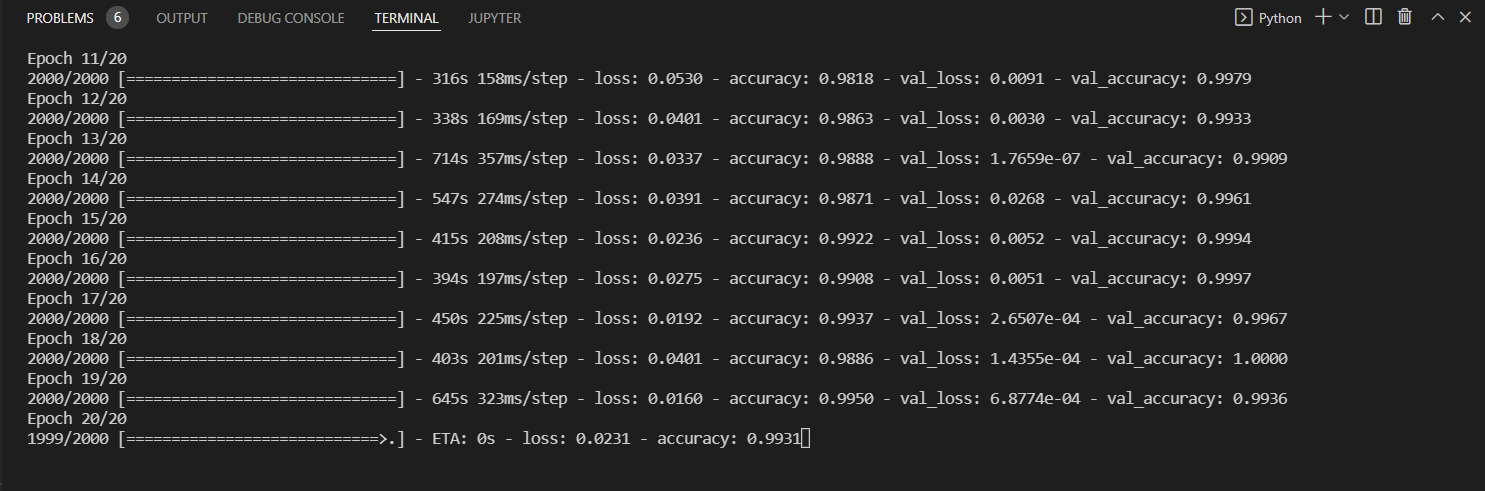 PROBLEMS 6 OUTPUT DEBUG CONSOLE TERMINAL JUPYTER Python
Epoch 11/20
2000/2000 [==============================] - 316s 158ms/step - loss: 0.0530 - accuracy: 0.9818 - val_loss: 0.0091 - val_accuracy: 0.9979
Epoch 12/20
2000/2000 [==============================] - 338s 169ms/step - loss: 0.0401 - accuracy: 0.9863 - val_loss: 0.0030 - val_accuracy: 0.9933
Epoch 13/20
2000/2000 [==============================] - 714s 357ms/step - loss: 0.0337 - accuracy: 0.9888 - val_loss: 1.7659e-07 - val_accuracy: 0.9909
Epoch 14/20
2000/2000 [==============================] - 547s 274ms/step - loss: 0.0391 - accuracy: 0.9871 - val_loss: 0.0268 - val_accuracy: 0.9961
Epoch 15/20
2000/2000 [==============================] - 415s 208ms/step - loss: 0.0236 - accuracy: 0.9922 - val_loss: 0.0052 - val_accuracy: 0.9994
Epoch 16/20
2000/2000 [==============================] - 394s 197ms/step - loss: 0.0275 - accuracy: 0.9908 - val_loss: 0.0051 - val_accuracy: 0.9997
Epoch 17/20
2000/2000 [==============================] - 450s 225ms/step - loss: 0.0192 - accuracy: 0.9937 - val_loss: 2.6507e-04 - val_accuracy: 0.9967
Epoch 18/20
2000/2000 [==============================] - 403s 201ms/step - loss: 0.0401 - accuracy: 0.9886 - val_loss: 1.4355e-04 - val_accuracy: 1.0000
Epoch 19/20
2000/2000 [==============================] - 645s 323ms/step - loss: 0.0160 - accuracy: 0.9950 - val_loss: 6.8774e-04 - val_accuracy: 0.9936
Epoch 20/20
1999/2000 [============================>.] - ETA: 0s - loss: 0.0231 - accuracy: 0.9931